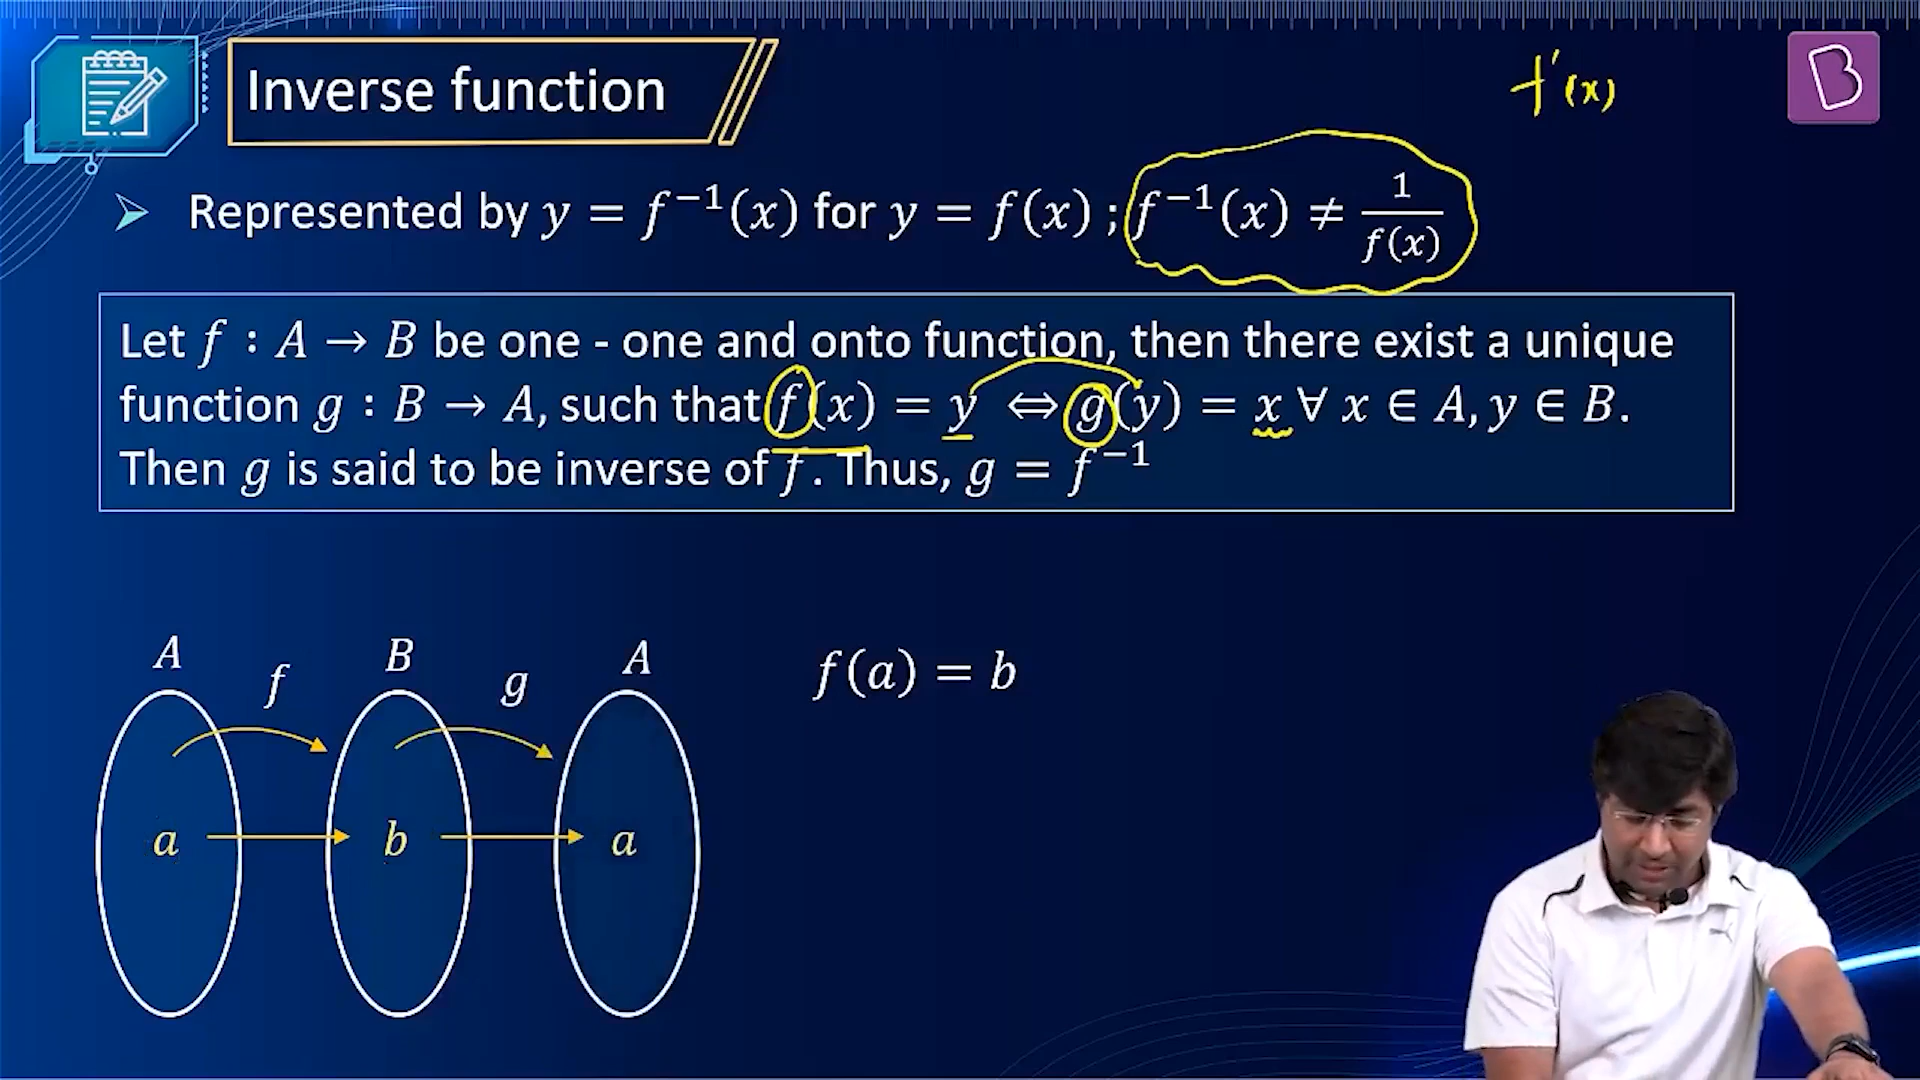 Inverse function
f'(x)
B
➢ Represented by y = f⁻¹(x) for y = f(x) ; f⁻¹(x) ≠ 1/f(x)
Let f : A → B be one - one and onto function, then there exist a unique
function g : B → A, such that f(x) = y ⇔ g(y) = x ∀ x ∈ A, y ∈ B.
Then g is said to be inverse of f. Thus, g = f⁻¹
A f B g A
f(a) = b
a b a